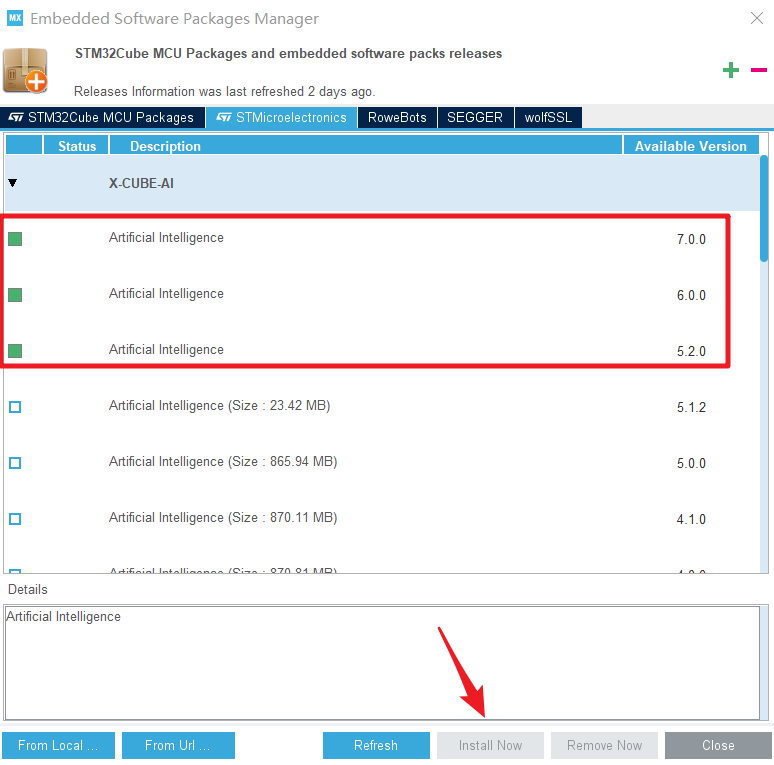 MX Embedded Software Packages Manager
STM32Cube MCU Packages and embedded software packs releases
Releases Information was last refreshed 2 days ago.
STM32Cube MCU Packages STMicroelectronics RoweBots SEGGER wolfSSL
Status Description Available Version
X-CUBE-AI
Artificial Intelligence 7.0.0
Artificial Intelligence 6.0.0
Artificial Intelligence 5.2.0
Artificial Intelligence (Size : 23.42 MB) 5.1.2
Artificial Intelligence (Size : 865.94 MB) 5.0.0
Artificial Intelligence (Size : 870.11 MB) 4.1.0
Artificial Intelligence (Size :
Details
Artificial Intelligence
From Local ... From Url ... Refresh Install Now Remove Now Close